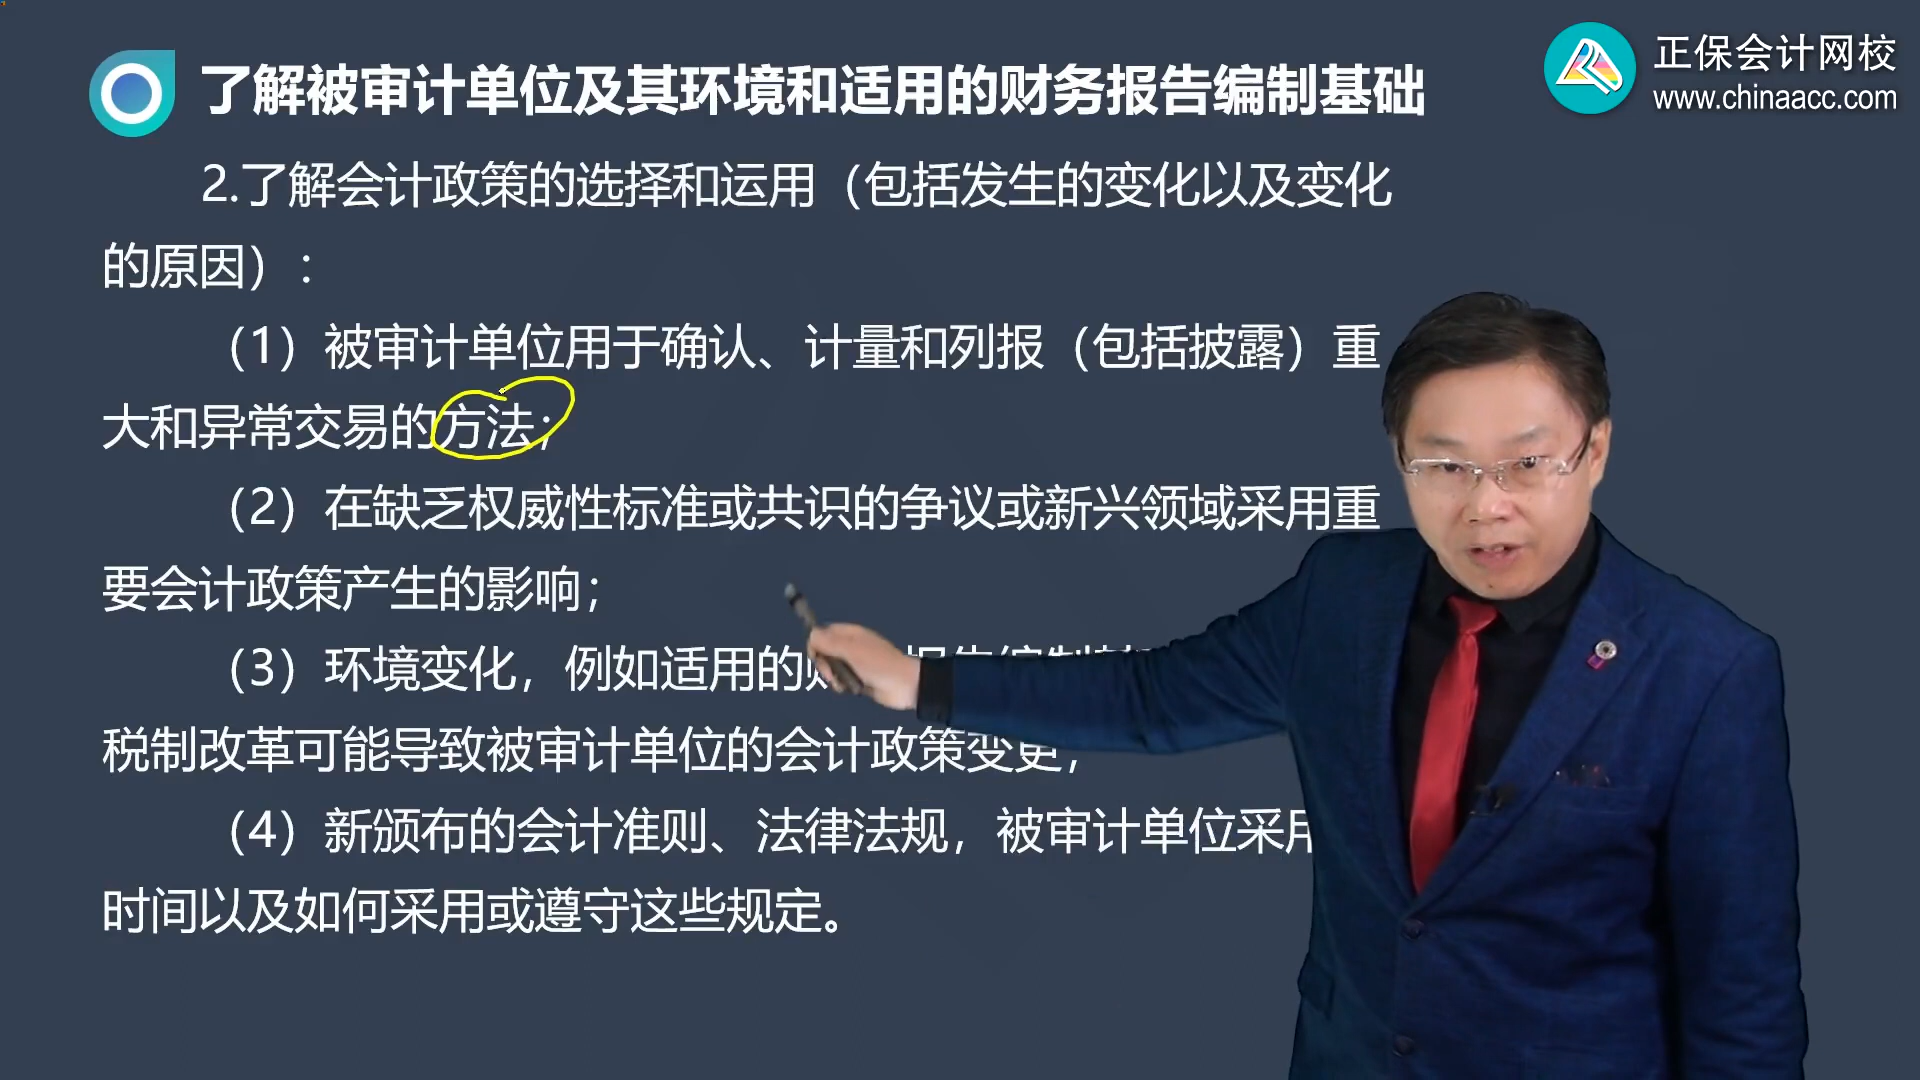 了解被审计单位及其环境和适用的财务报告编制基础
正保会计网校
www.chinaacc.com
2.了解会计政策的选择和运用（包括发生的变化以及变化
的原因）：
（1）被审计单位用于确认、计量和列报（包括披露）重
大和异常交易的方法；
（2）在缺乏权威性标准或共识的争议或新兴领域采用重
要会计政策产生的影响；
（3）环境变化，例如适用的财 报告编制
税制改革可能导致被审计单位的会计政策变更，
（4）新颁布的会计准则、法律法规，被审计单位采用
时间以及如何采用或遵守这些规定。